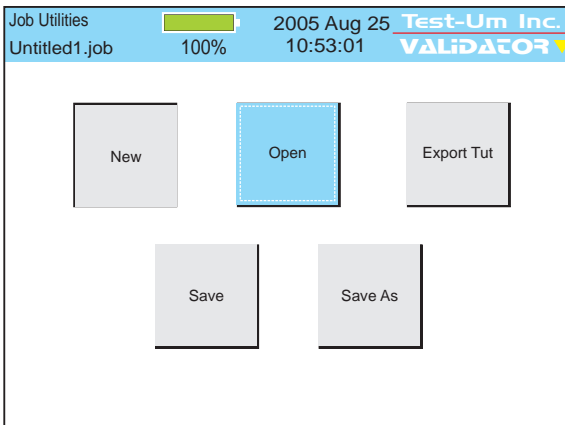 Job Utilities
2005 Aug 25
Test-Um Inc.
Untitled1.job
100%
10:53:01
VALiDATOR
New
Open
Export Tut
Save
Save As